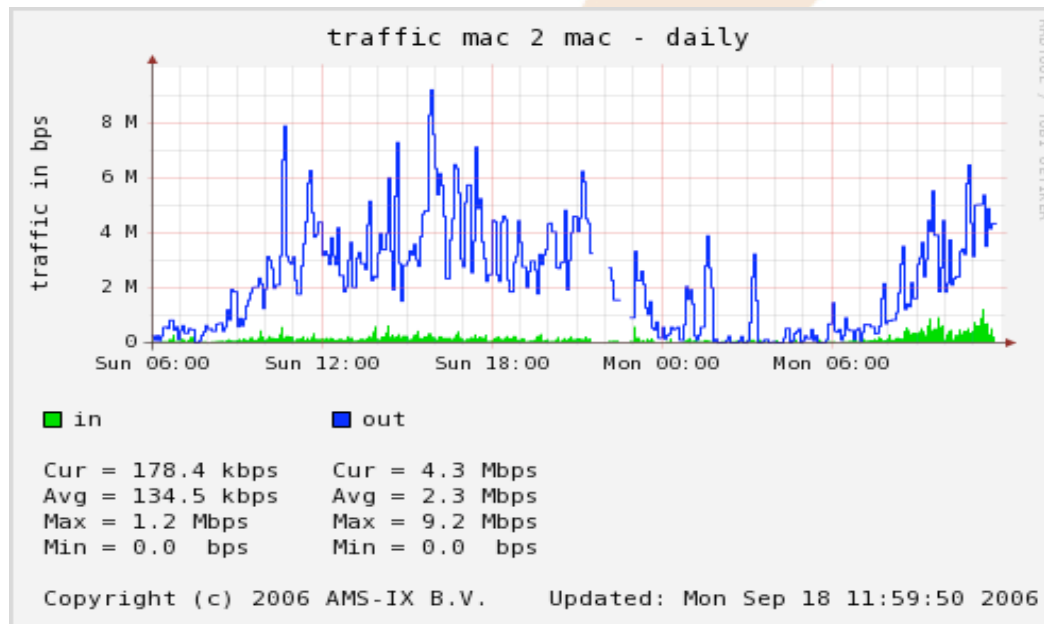 traffic mac 2 mac - daily
RRDTOOL / TOBI OETIKER
traffic in bps
8 M
6 M
4 M
2 M
0
Sun 06:00 Sun 12:00 Sun 18:00 Mon 00:00 Mon 06:00
in out
Cur = 178.4 kbps Cur = 4.3 Mbps
Avg = 134.5 kbps Avg = 2.3 Mbps
Max = 1.2 Mbps Max = 9.2 Mbps
Min = 0.0 bps Min = 0.0 bps
Copyright (c) 2006 AMS-IX B.V. Updated: Mon Sep 18 11:59:50 2006